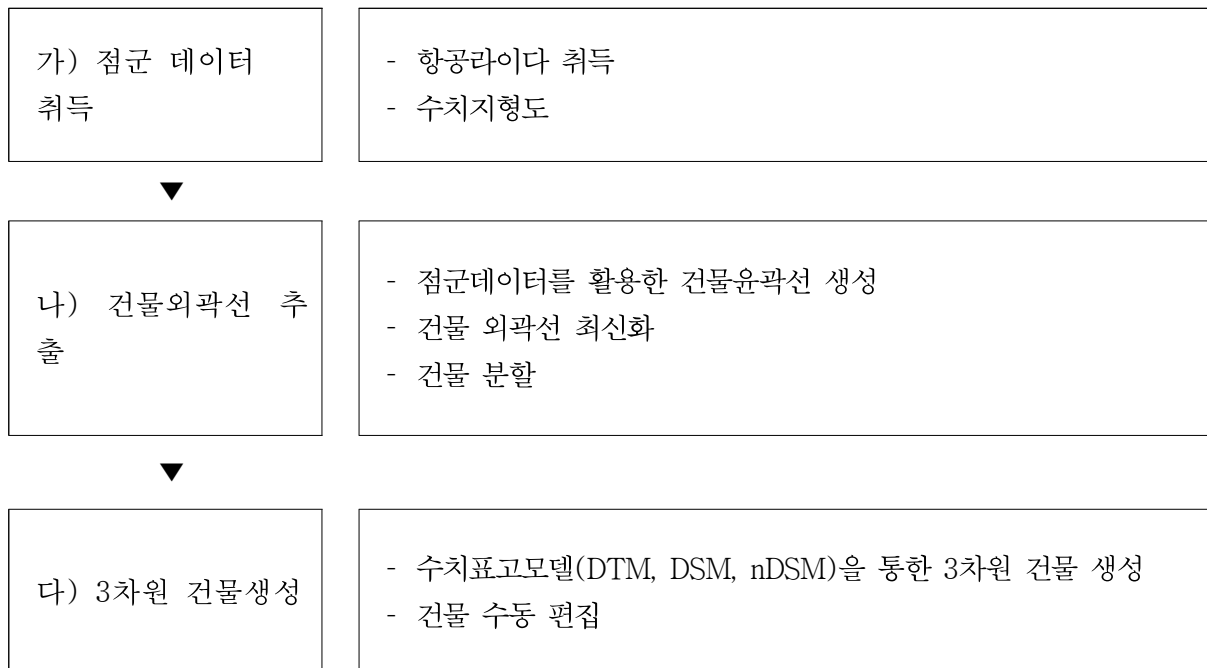 가) 점군 데이터
취득
- 항공라이다 취득
- 수치지형도
▼
나) 건물외곽선 추
출
- 점군데이터를 활용한 건물윤곽선 생성
- 건물 외곽선 최신화
- 건물 분할
▼
다) 3차원 건물생성
- 수치표고모델(DTM, DSM, nDSM)을 통한 3차원 건물 생성
- 건물 수동 편집